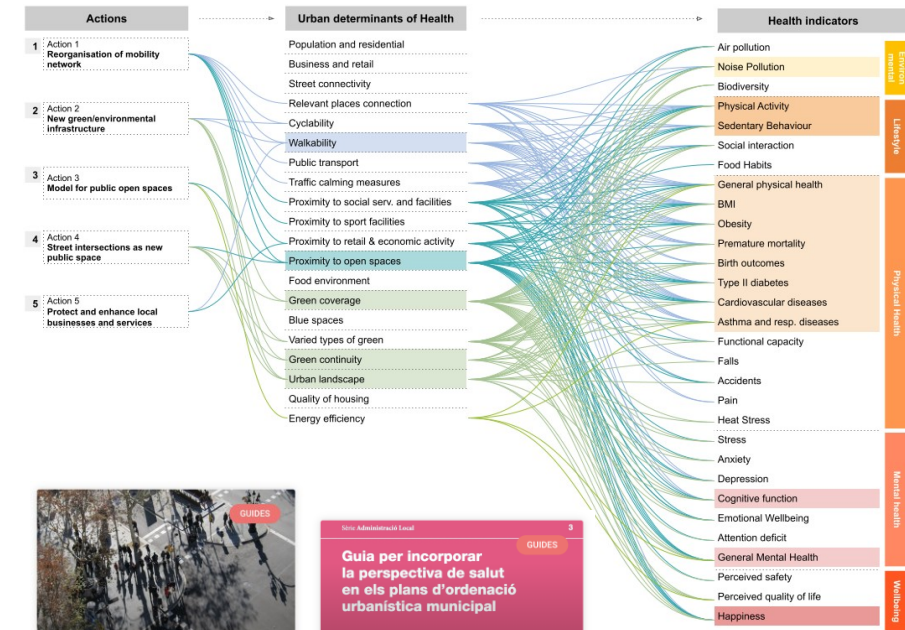 Actions
Urban determinants of Health
Health indicators
1 Action 1
Reorganisation of mobility
network
2 Action 2
New green/environmental
infrastructure
3 Action 3
Model for public open spaces
4 Action 4
Street intersections as new
public space
5 Action 5
Protect and enhance local
businesses and services
Population and residential
Business and retail
Street connectivity
Relevant places connection
Cyclability
Walkability
Public transport
Traffic calming measures
Proximity to social serv. and facilities
Proximity to sport facilities
Proximity to retail & economic activity
Proximity to open spaces
Food environment
Green coverage
Blue spaces
Varied types of green
Green continuity
Urban landscape
Quality of housing
Energy efficiency
Air pollution
Noise Pollution
Biodiversity
Physical Activity
Sedentary Behaviour
Social interaction
Food Habits
General physical health
BMI
Obesity
Premature mortality
Birth outcomes
Type II diabetes
Cardiovascular diseases
Asthma and resp. diseases
Functional capacity
Falls
Accidents
Pain
Heat Stress
Stress
Anxiety
Depression
Cognitive function
Emotional Wellbeing
Attention deficit
General Mental Health
Perceived safety
Perceived quality of life
Happiness
Environ
mental
Lifestyle
Physical Health
Mental health
Wellbeing
GUIDES
Sèrie Administració Local
3
GUIDES
Guia per incorporar
la perspectiva de salut
en els plans d'ordenació
urbanística municipal